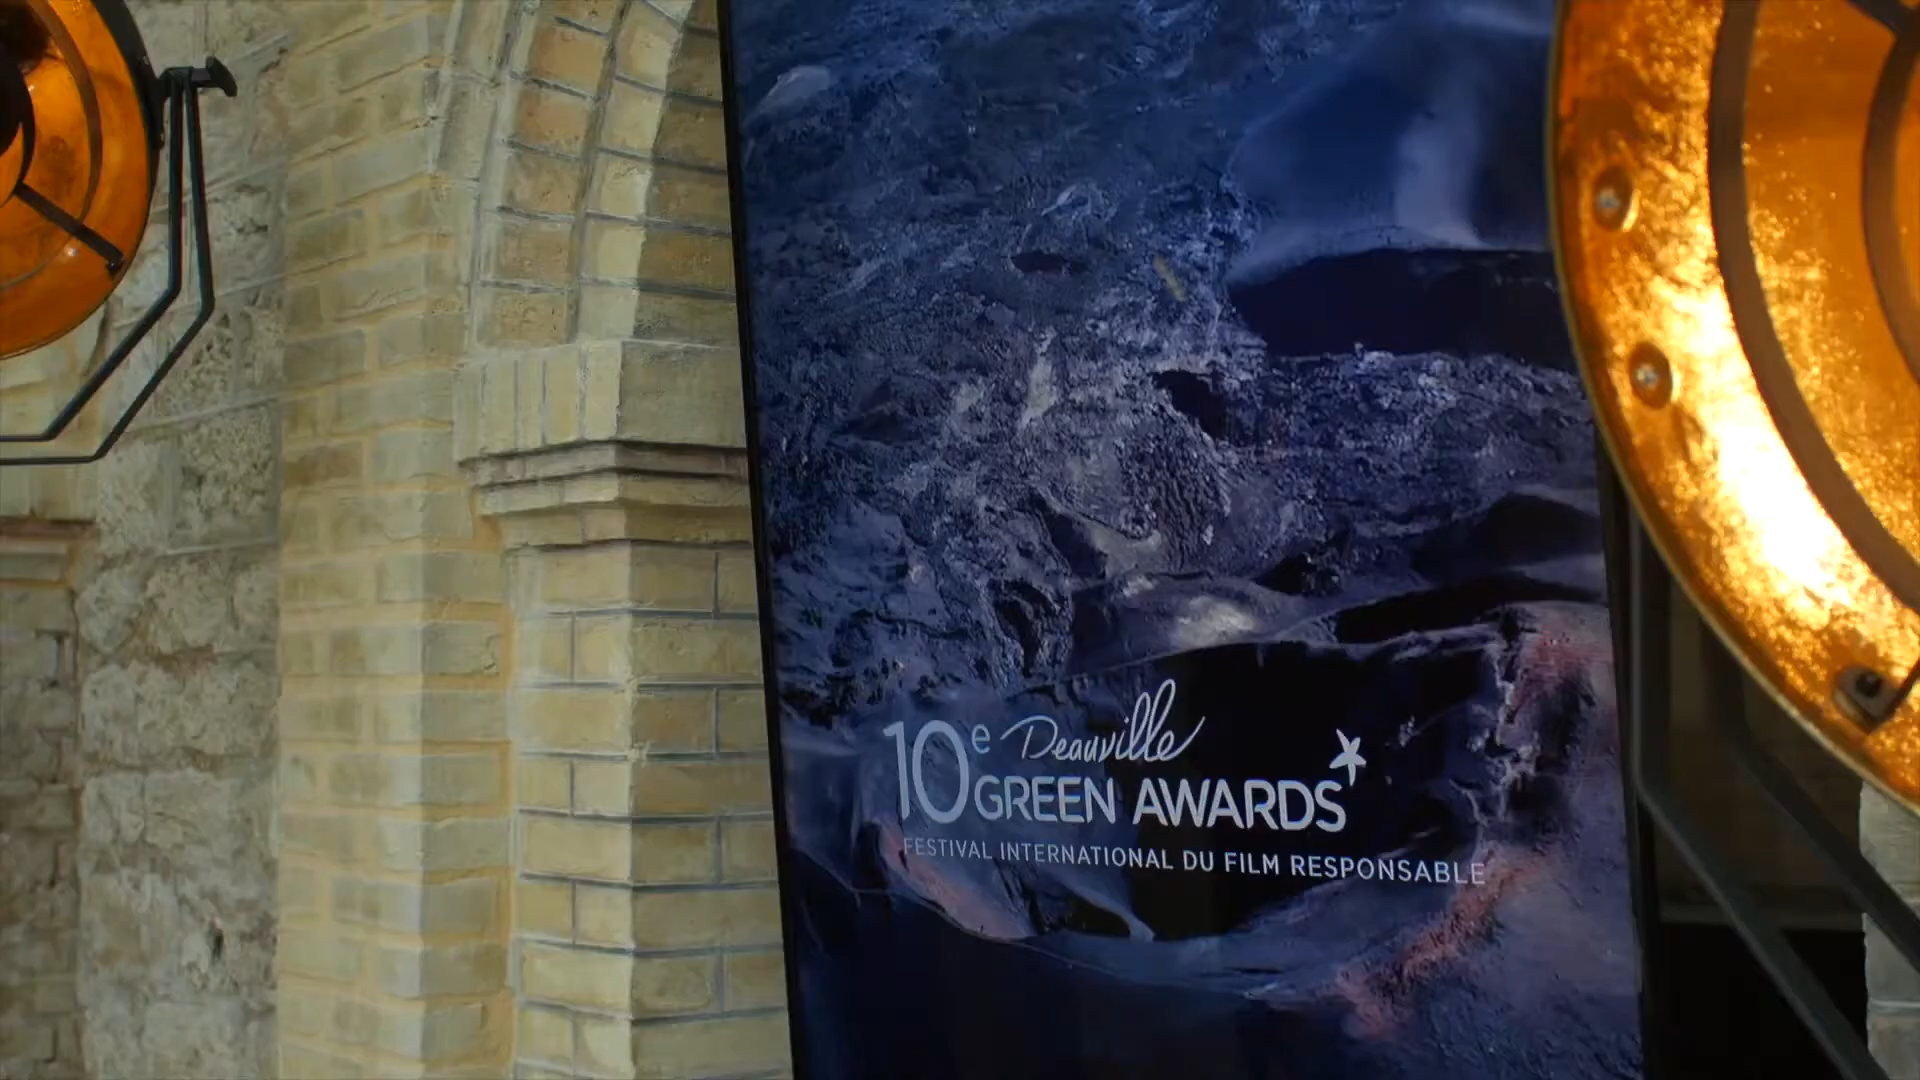 10e Deauville
GREEN AWARDS
FESTIVAL INTERNATIONAL DU FILM RESPONSABLE